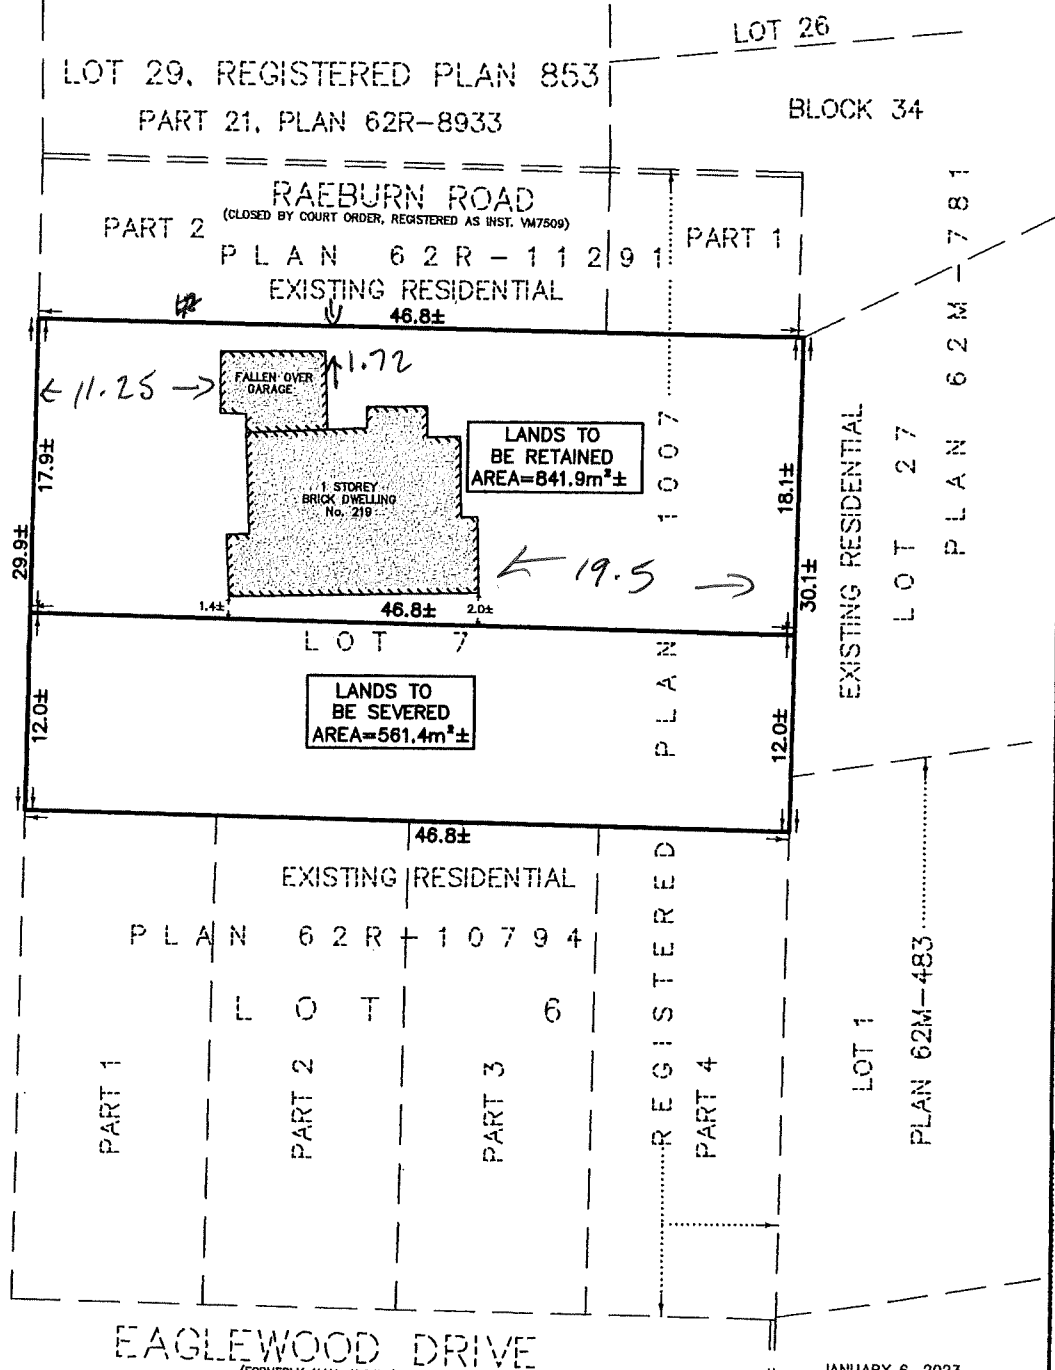 LOT 26
LOT 29, REGISTERED PLAN 853
PART 21, PLAN 62R-8933
BLOCK 34
RAEBURN ROAD
(CLOSED BY COURT ORDER, REGISTERED AS INST. VM7509)
PART 2
PART 1
PLAN 62R-11291
EXISTING RESIDENTIAL
46.8±
1.72
11.25
FALLEN OVER
GARAGE
LANDS TO
BE RETAINED
AREA=841.9m²±
1 STOREY
BRICK DWELLING
No. 219
17.9±
29.9±
18.1±
30.1±
19.5
1.4±
46.8±
2.0±
LOT 7
LANDS TO
BE SEVERED
AREA=561.4m²±
12.0±
12.0±
46.8±
REGISTERED PLAN 1007
EXISTING RESIDENTIAL
LOT 27
PLAN 62M-781
EXISTING RESIDENTIAL
PLAN 62R-10794
LOT 6
PART 1
PART 2
PART 3
PART 4
LOT 1
PLAN 62M-483
EAGLEWOOD DRIVE
JANUARY 6, 2023